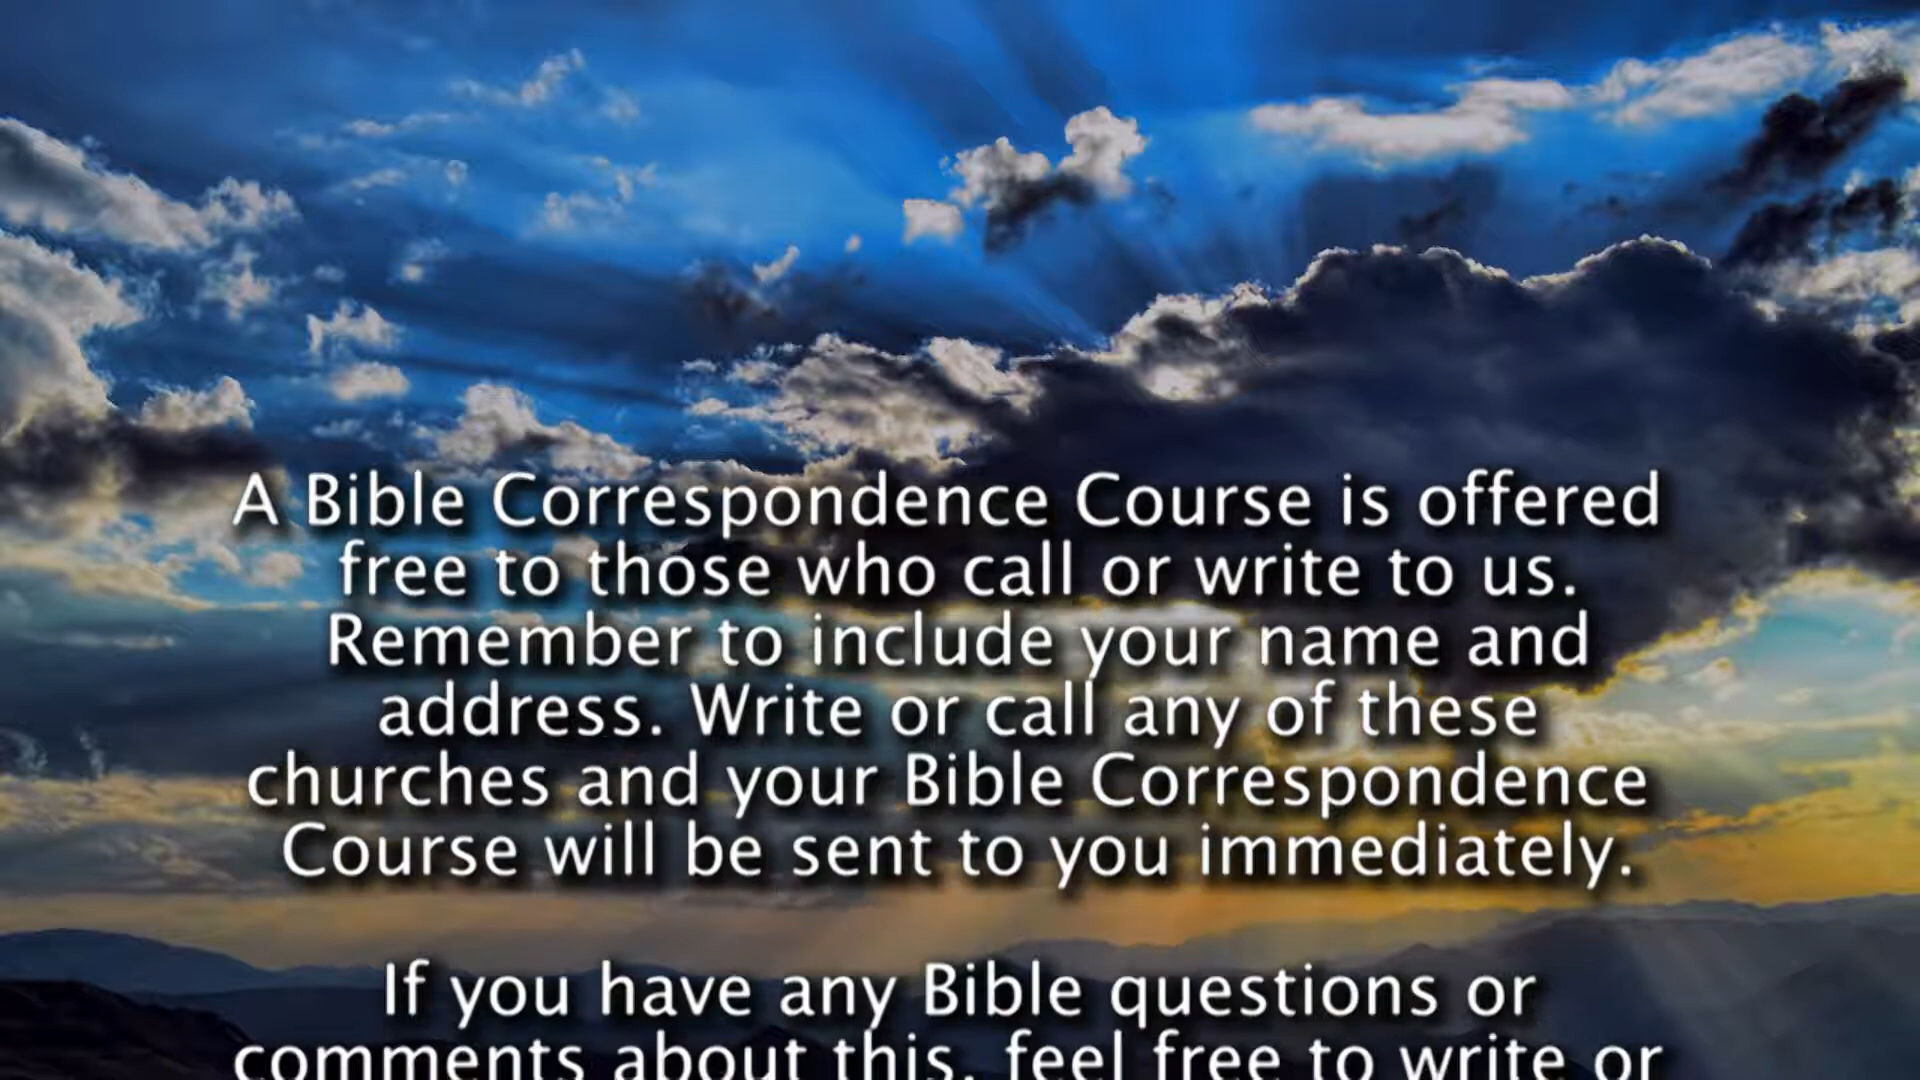 A Bible Correspondence Course is offered
free to those who call or write to us.
Remember to include your name and
address. Write or call any of these
churches and your Bible Correspondence
Course will be sent to you immediately.
If you have any Bible questions or
comments about this, feel free to write or